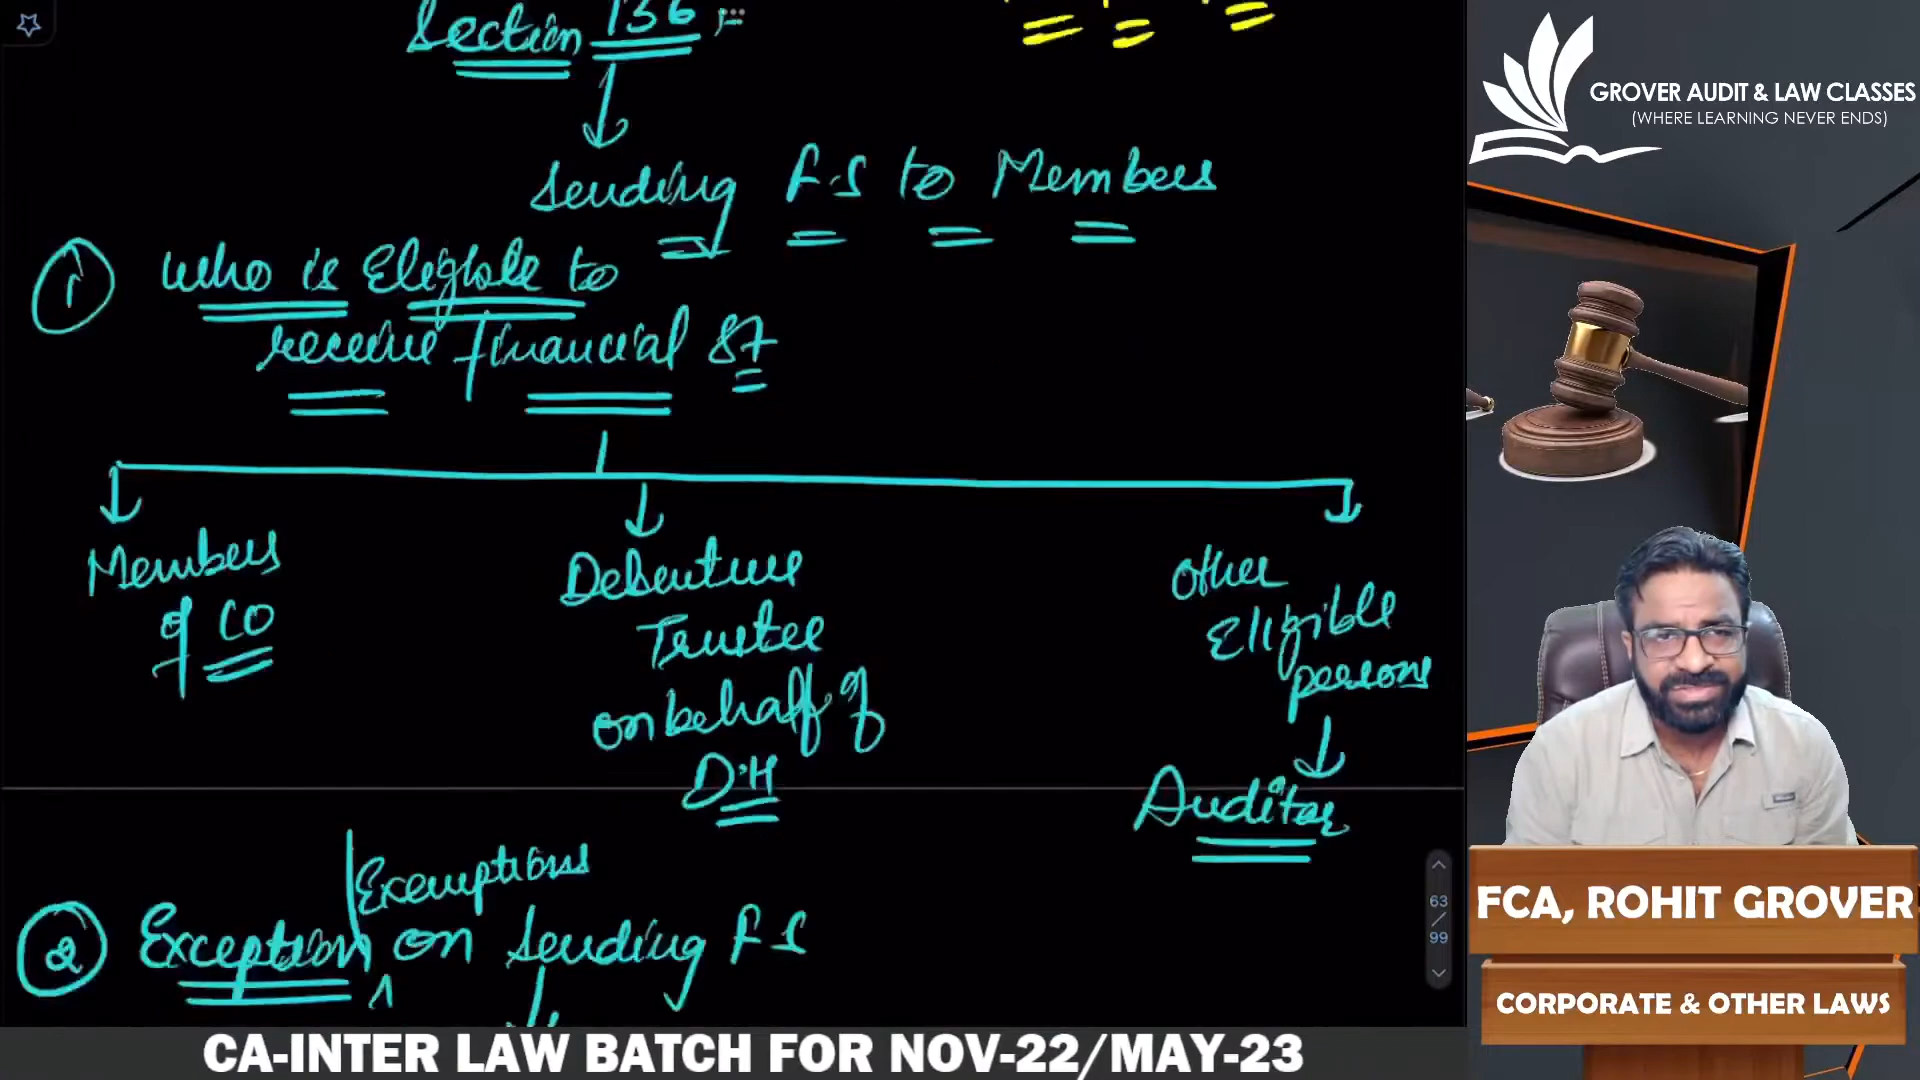 Section 136 :-
Sending F.S to Members
1 Who is Eligible to
receive financial St
Members
of CO
Debenture
Trustee
on behalf of
D.H
Other
Eligible
persons
Auditor
Exemptions
2 Exception on Sending F S
63
/
99
GROVER AUDIT & LAW CLASSES
(WHERE LEARNING NEVER ENDS)
FCA, ROHIT GROVER
CORPORATE & OTHER LAWS
CA-INTER LAW BATCH FOR NOV-22/MAY-23